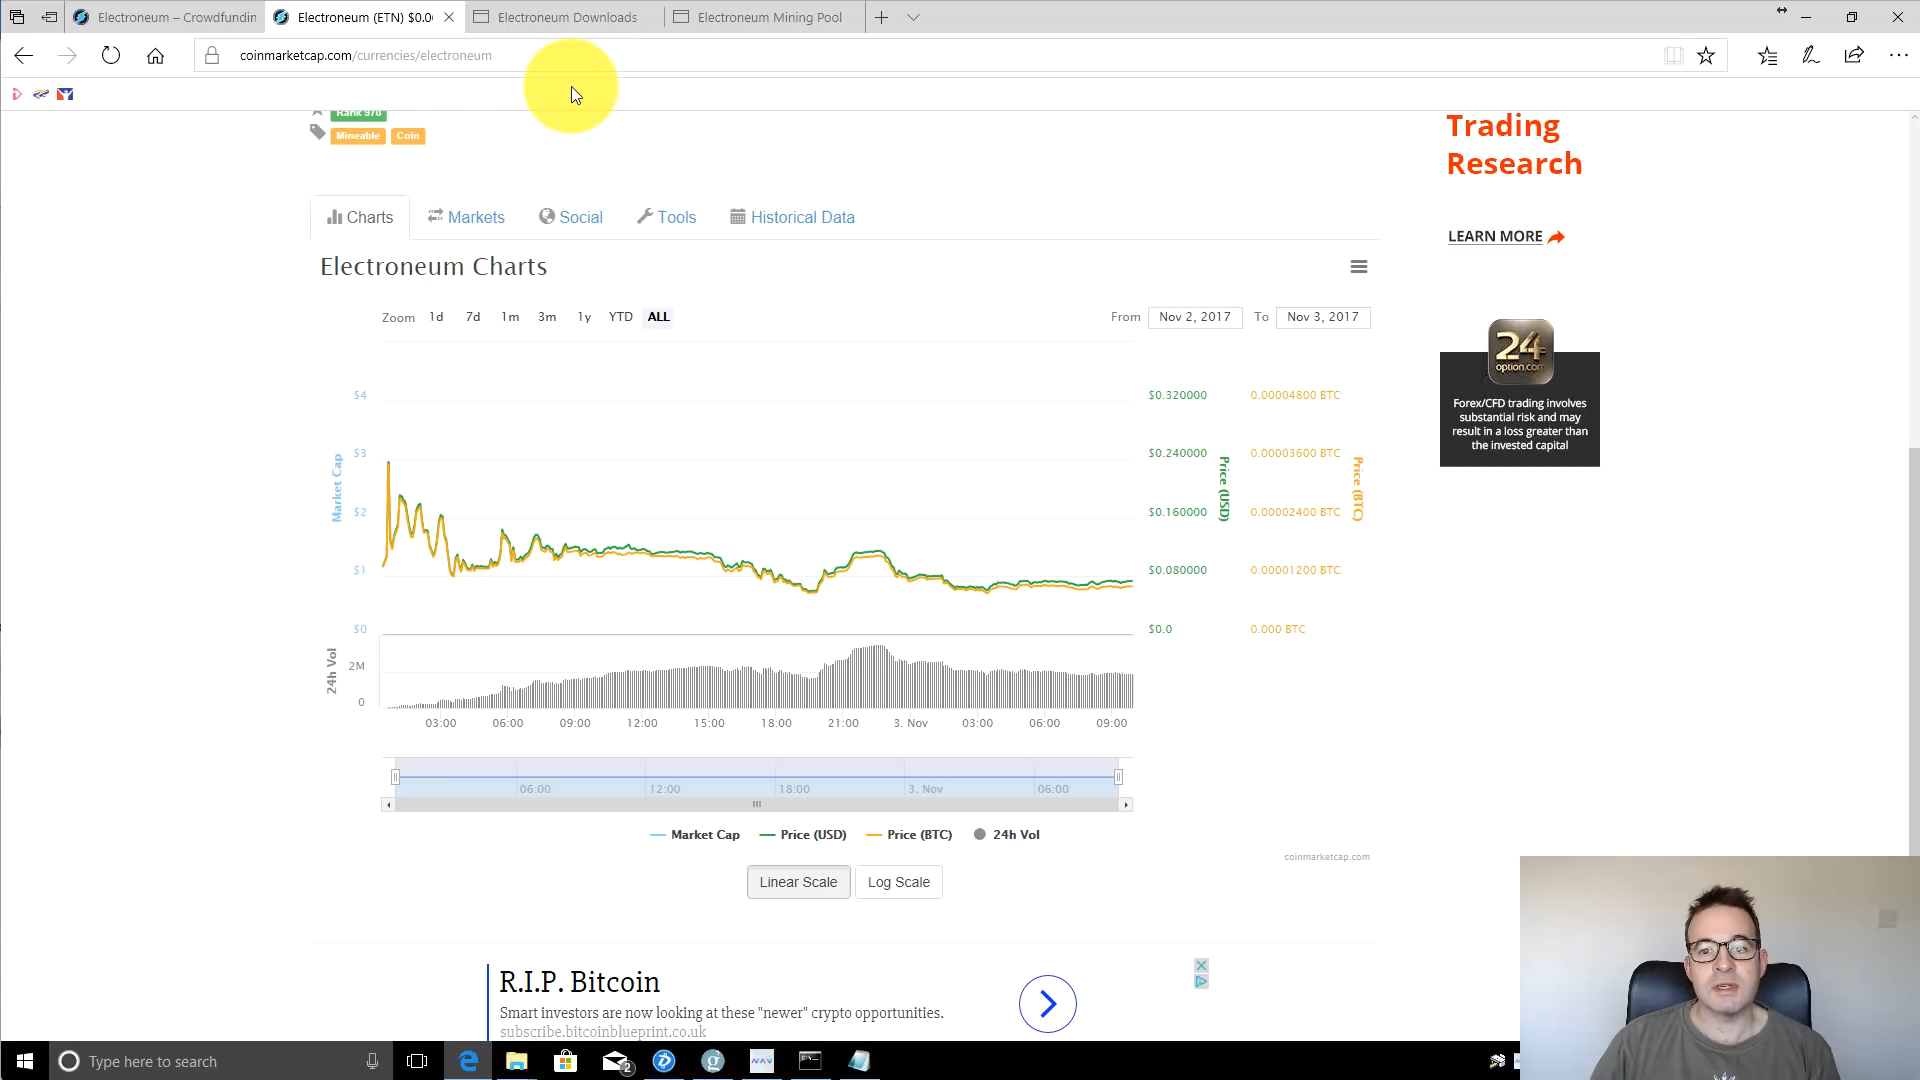 Electroneum – Crowdfundin
Electroneum (ETN) $0.0
Electroneum Downloads
Electroneum Mining Pool
coinmarketcap.com/currencies/electroneum
Rank 970
Mineable
Coin
Trading
Research
LEARN MORE
Charts
Markets
Social
Tools
Historical Data
Electroneum Charts
Zoom
1d
7d
1m
3m
1y
YTD
ALL
From
Nov 2, 2017
To
Nov 3, 2017
24
option.com
Forex/CFD trading involves
substantial risk and may
result in a loss greater than
the invested capital
$4
$3
$2
$1
$0
Market Cap
$0.320000
$0.240000
$0.160000
$0.080000
$0.0
Price (USD)
0.00004800 BTC
0.00003600 BTC
0.00002400 BTC
0.00001200 BTC
0.000 BTC
Price (BTC)
24h Vol
2M
0
03:00
06:00
09:00
12:00
15:00
18:00
21:00
3. Nov
03:00
06:00
09:00
06:00
12:00
18:00
3. Nov
06:00
Market Cap
Price (USD)
Price (BTC)
24h Vol
coinmarketcap.com
Linear Scale
Log Scale
R.I.P. Bitcoin
Smart investors are now looking at these "newer" crypto opportunities.
subscribe.bitcoinblueprint.co.uk
Type here to search
2